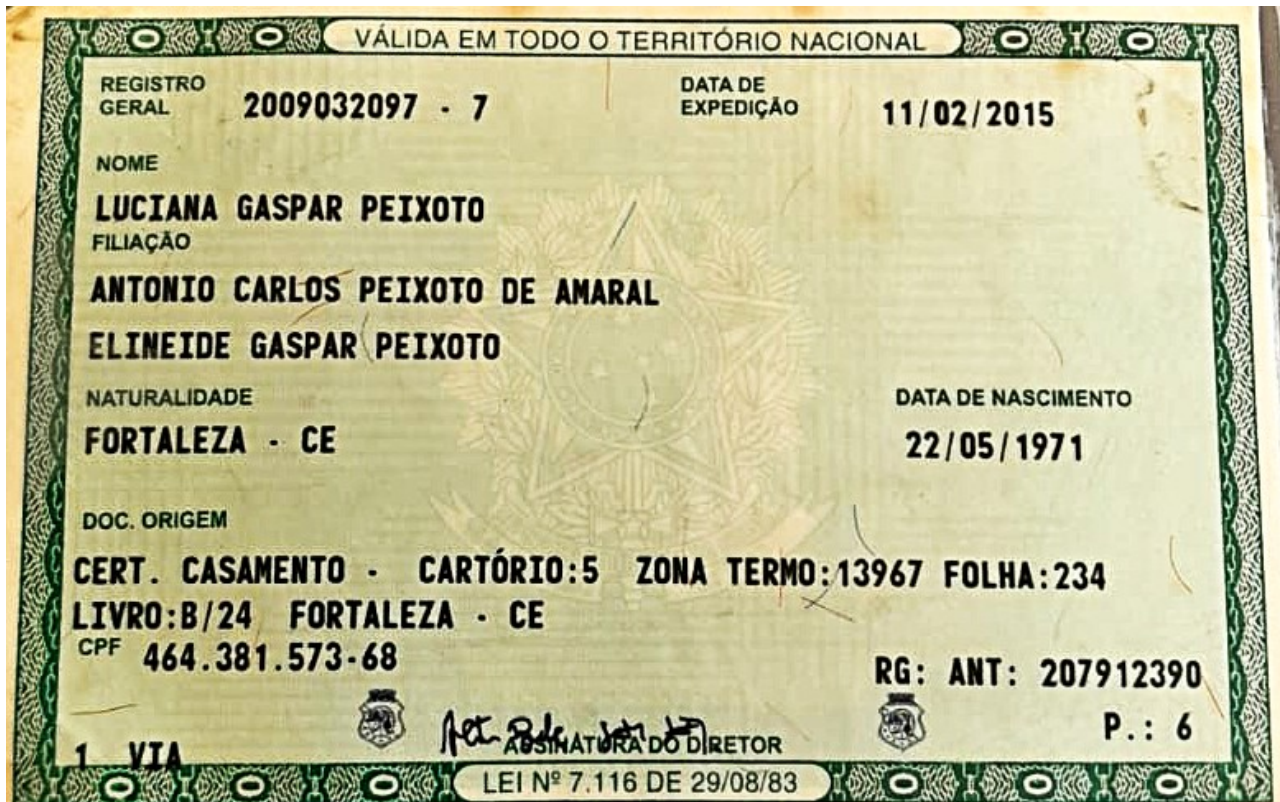 VÁLIDA EM TODO O TERRITÓRIO NACIONAL
REGISTRO GERAL 2009032097 - 7 DATA DE EXPEDIÇÃO 11/02/2015
NOME
LUCIANA GASPAR PEIXOTO
FILIAÇÃO
ANTONIO CARLOS PEIXOTO DE AMARAL
ELINEIDE GASPAR PEIXOTO
NATURALIDADE DATA DE NASCIMENTO
FORTALEZA - CE 22/05/1971
DOC. ORIGEM
CERT. CASAMENTO - CARTÓRIO:5 ZONA TERMO:13967 FOLHA:234
LIVRO:B/24 FORTALEZA - CE
CPF 464.381.573-68
RG: ANT: 207912390
P.: 6
ASSINATURA DO DIRETOR
1 VIA
LEI Nº 7.116 DE 29/08/83